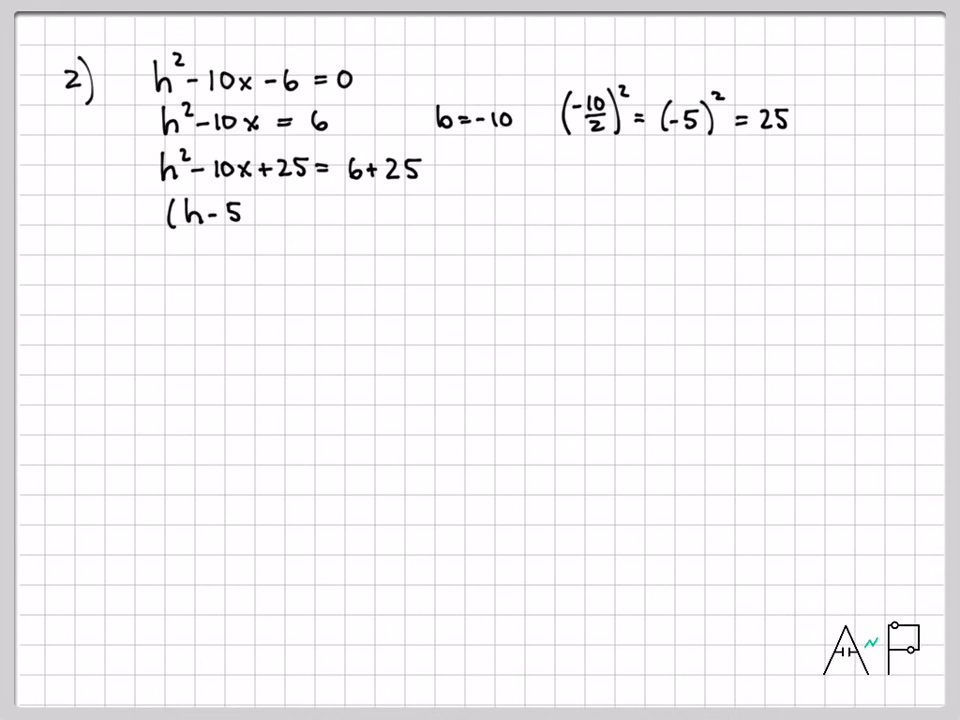 2) h² - 10x - 6 = 0
h² - 10x = 6 b = -10 (-10/2)² = (-5)² = 25
h² - 10x + 25 = 6 + 25
(h - 5